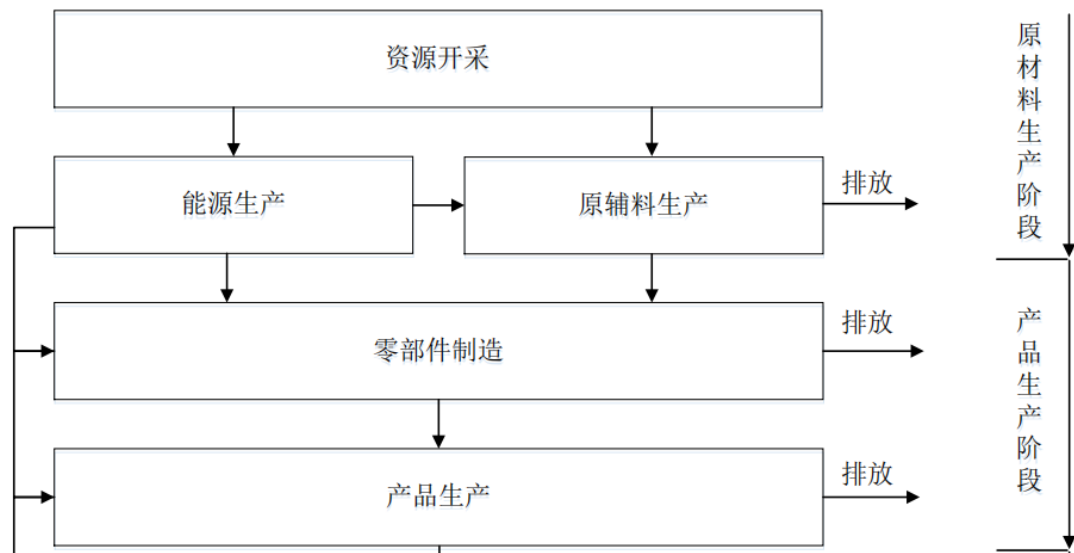 资源开采
原材料生产阶段
能源生产
原辅料生产
排放
零部件制造
排放
产品生产阶段
产品生产
排放